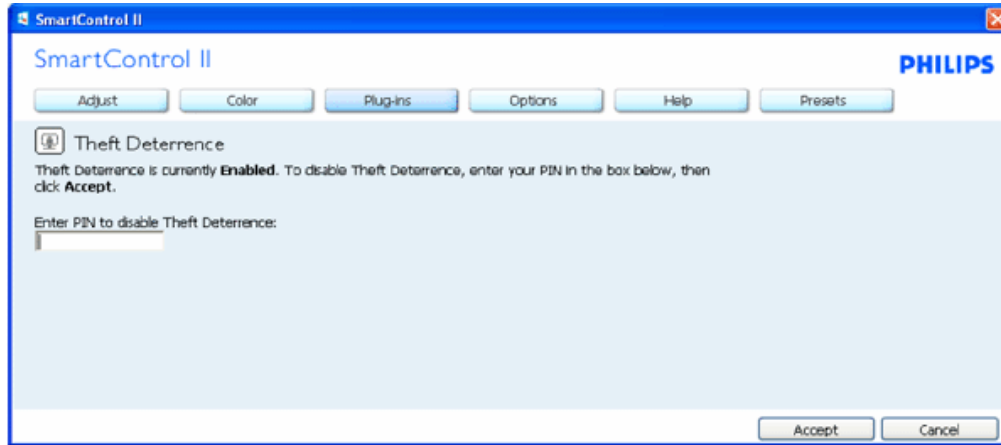 SmartControl II
SmartControl II
PHILIPS
Adjust Color Plug-ins Options Help Presets
Theft Deterrence
Theft Deterrence is currently Enabled. To disable Theft Deterrence, enter your PIN in the box below, then
click Accept.
Enter PIN to disable Theft Deterrence:
Accept Cancel